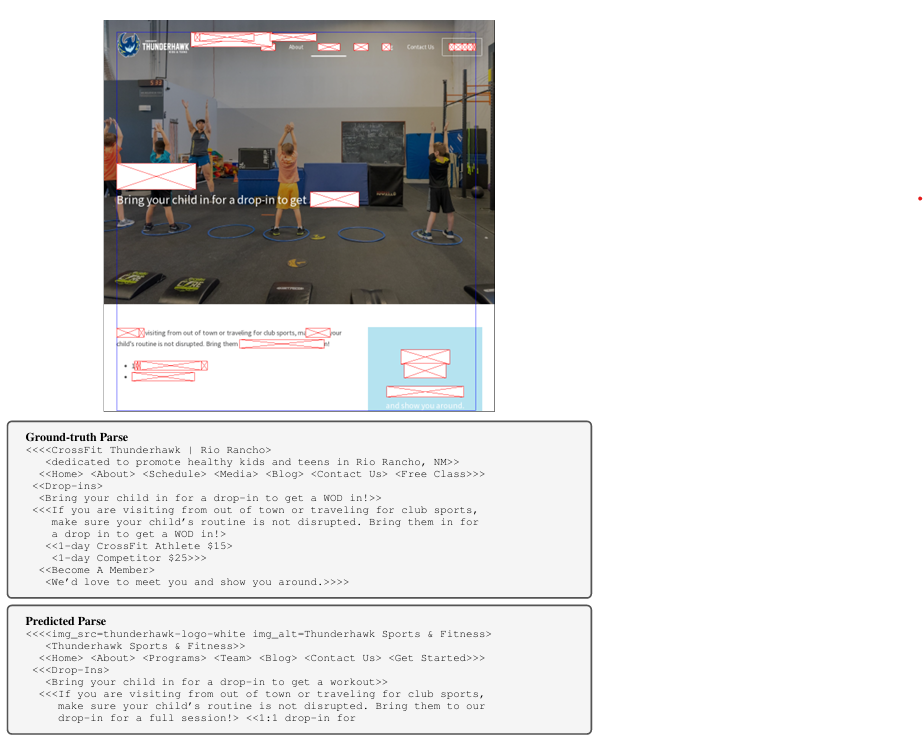 THUNDERHAWK
About
Contact Us
Bring your child in for a drop-in to get
visiting from out of town or traveling for club sports, your
child's routine is not disrupted. Bring them
and show you around.
Ground-truth Parse
<<<<CrossFit Thunderhawk | Rio Rancho>
<dedicated to promote healthy kids and teens in Rio Rancho, NM>>
<<Home> <About> <Schedule> <Media> <Blog> <Contact Us> <Free Class>>>
<<Drop-ins>
<Bring your child in for a drop-in to get a WOD in!>>
<<<If you are visiting from out of town or traveling for club sports,
make sure your child’s routine is not disrupted. Bring them in for
a drop in to get a WOD in!>
<<1-day CrossFit Athlete $15>
<1-day Competitor $25>>>
<<Become A Member>
<We’d love to meet you and show you around.>>>>
Predicted Parse
<<<<img_src=thunderhawk-logo-white img_alt=Thunderhawk Sports & Fitness>
<Thunderhawk Sports & Fitness>>
<<Home> <About> <Programs> <Team> <Blog> <Contact Us> <Get Started>>>
<<<Drop-Ins>
<Bring your child in for a drop-in to get a workout>>
<<<If you are visiting from out of town or traveling for club sports,
make sure your child’s routine is not disrupted. Bring them to our
drop-in for a full session!> <<1:1 drop-in for